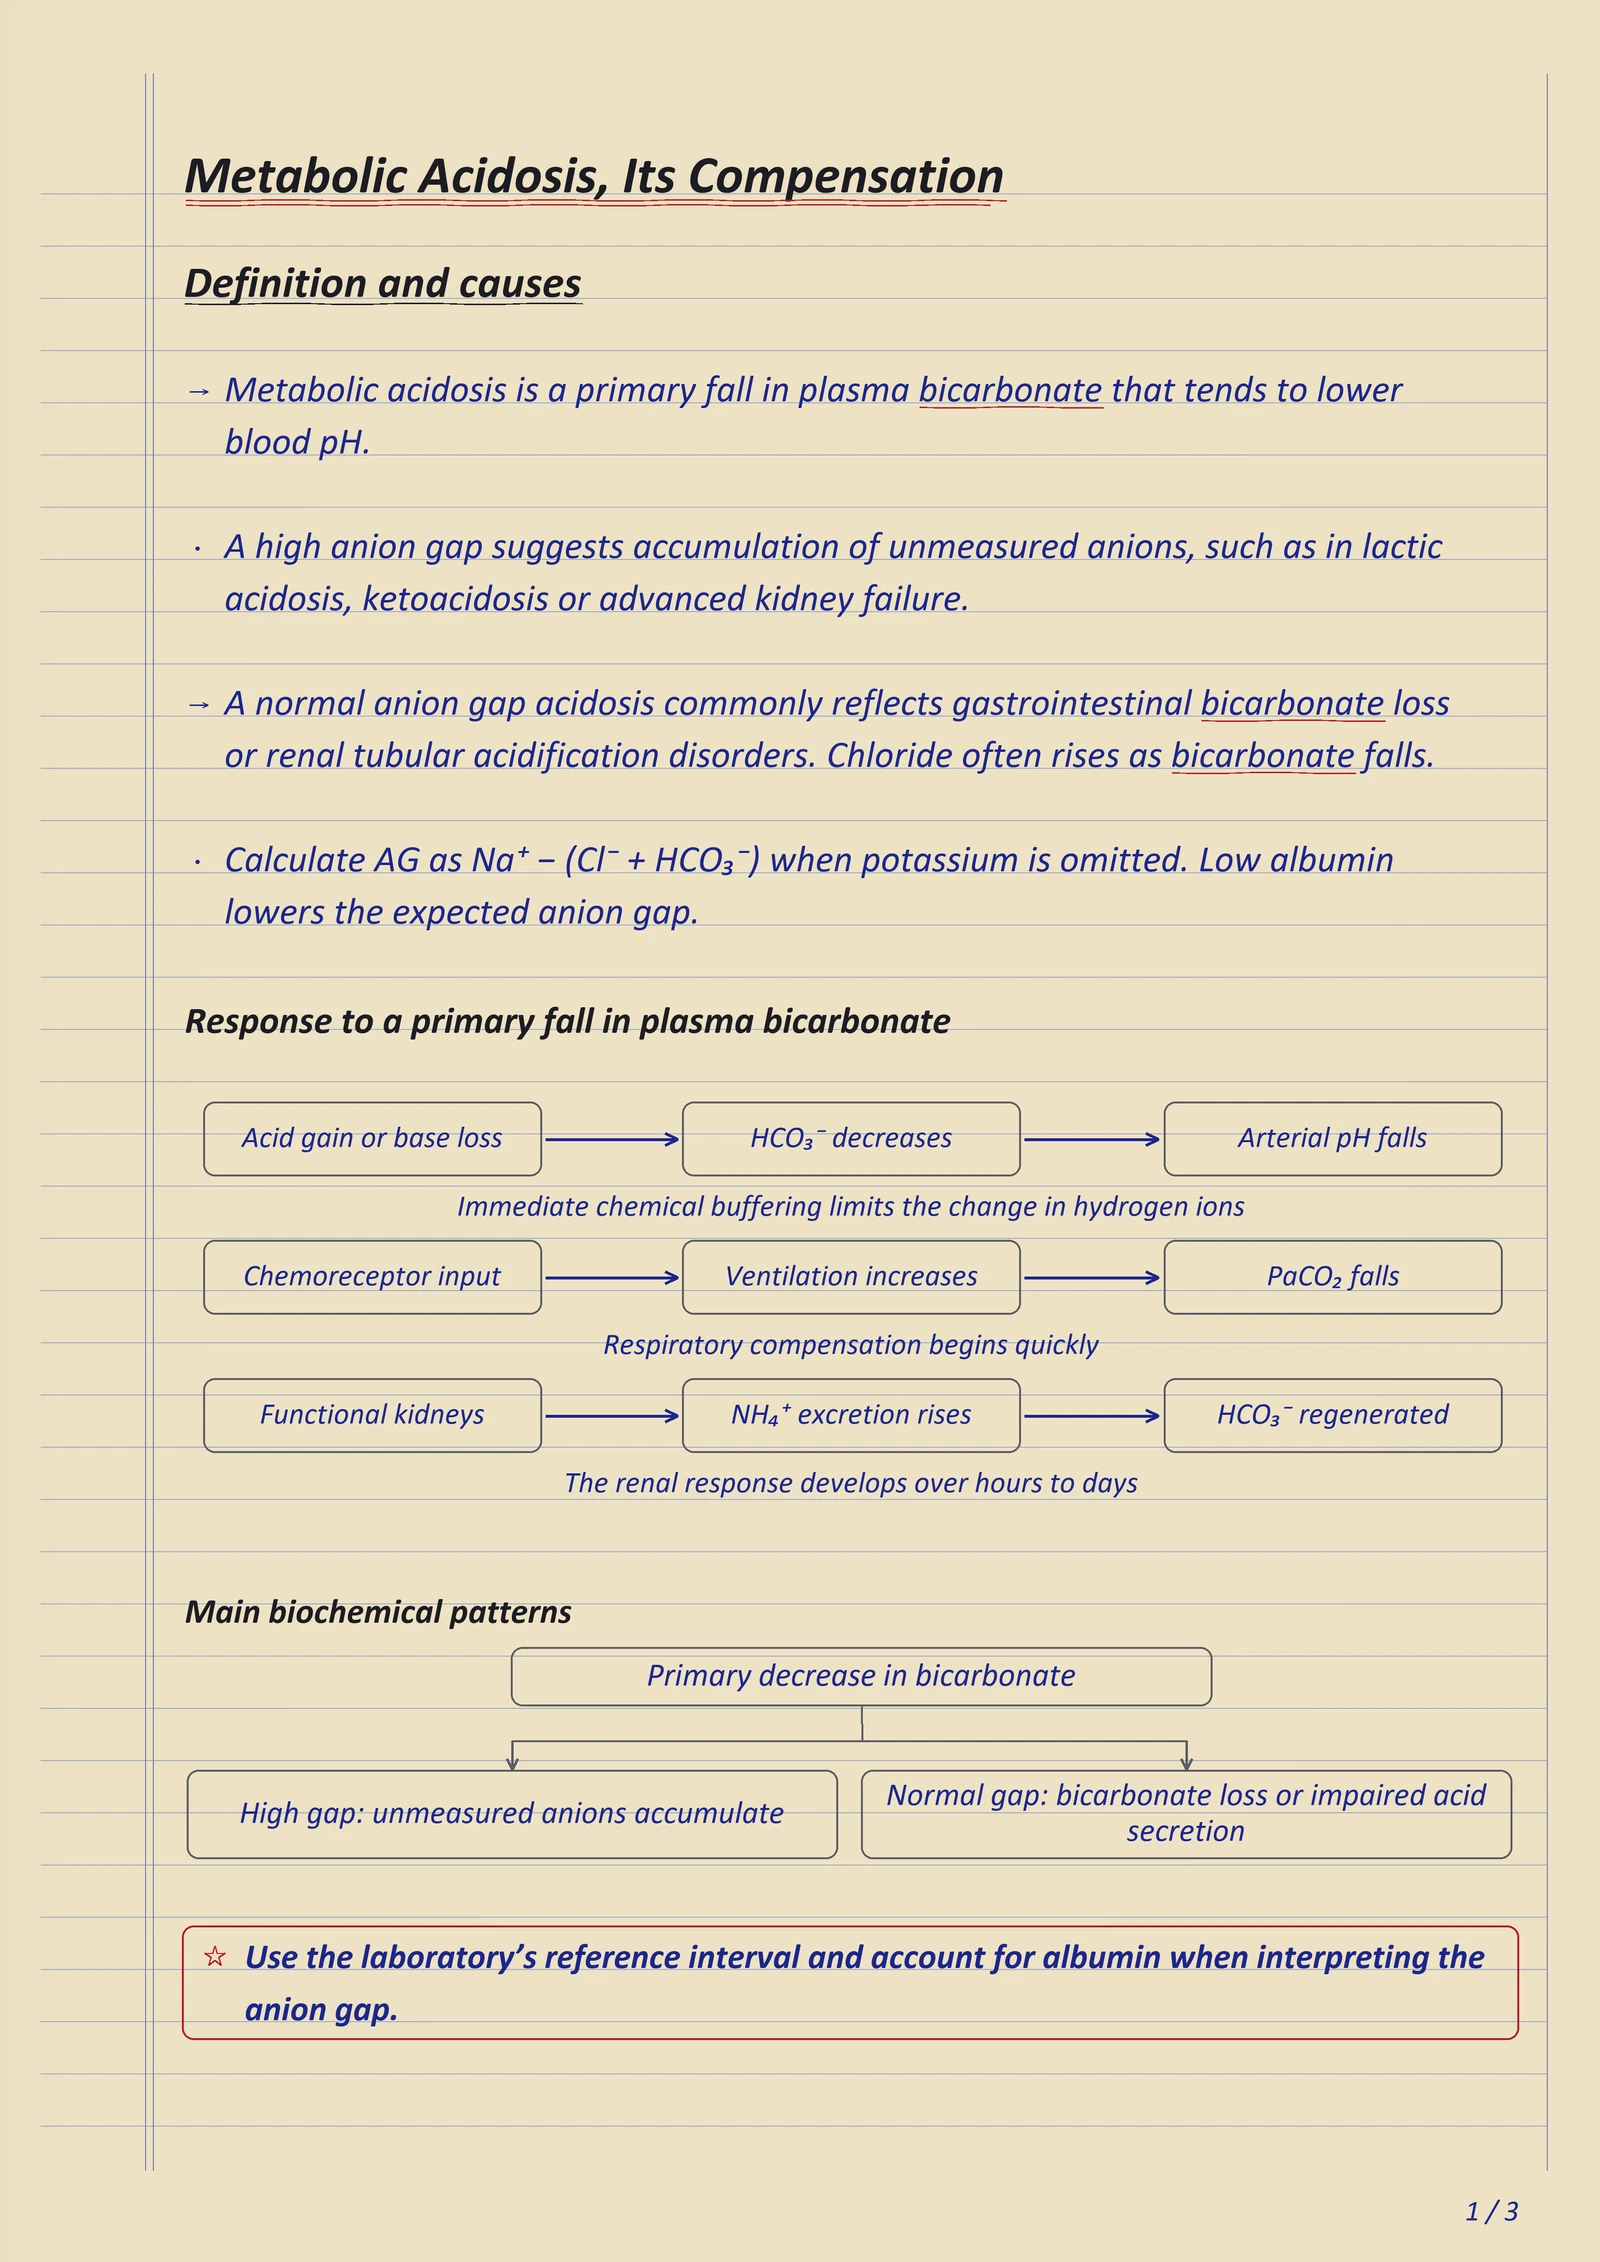 Metabolic Acidosis, Its Compensation
Definition and causes
→ Metabolic acidosis is a primary fall in plasma bicarbonate that tends to lower
blood pH.
· A high anion gap suggests accumulation of unmeasured anions, such as in lactic
acidosis, ketoacidosis or advanced kidney failure.
→ A normal anion gap acidosis commonly reflects gastrointestinal bicarbonate loss
or renal tubular acidification disorders. Chloride often rises as bicarbonate falls.
· Calculate AG as Na⁺ − (Cl⁻ + HCO₃⁻) when potassium is omitted. Low albumin
lowers the expected anion gap.
Response to a primary fall in plasma bicarbonate
Acid gain or base loss → HCO₃⁻ decreases → Arterial pH falls
Immediate chemical buffering limits the change in hydrogen ions
Chemoreceptor input → Ventilation increases → PaCO₂ falls
Respiratory compensation begins quickly
Functional kidneys → NH₄⁺ excretion rises → HCO₃⁻ regenerated
The renal response develops over hours to days
Main biochemical patterns
Primary decrease in bicarbonate
High gap: unmeasured anions accumulate
Normal gap: bicarbonate loss or impaired acid
secretion
☆ Use the laboratory’s reference interval and account for albumin when interpreting the
anion gap.
1 / 3